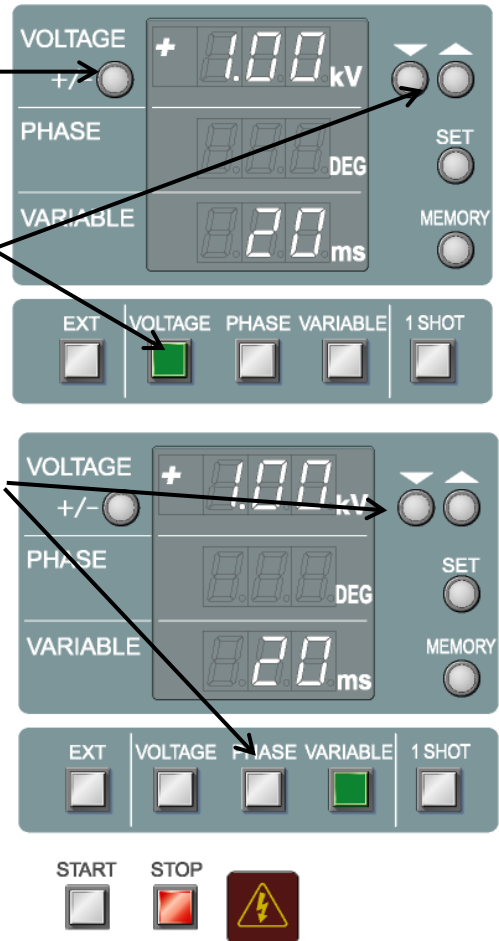 VOLTAGE + 1.00 kV
+/-
PHASE DEG SET
VARIABLE 20 ms MEMORY
EXT VOLTAGE PHASE VARIABLE 1 SHOT
VOLTAGE + 1.00 kV
+/-
PHASE DEG SET
VARIABLE 20 ms MEMORY
EXT VOLTAGE PHASE VARIABLE 1 SHOT
START STOP